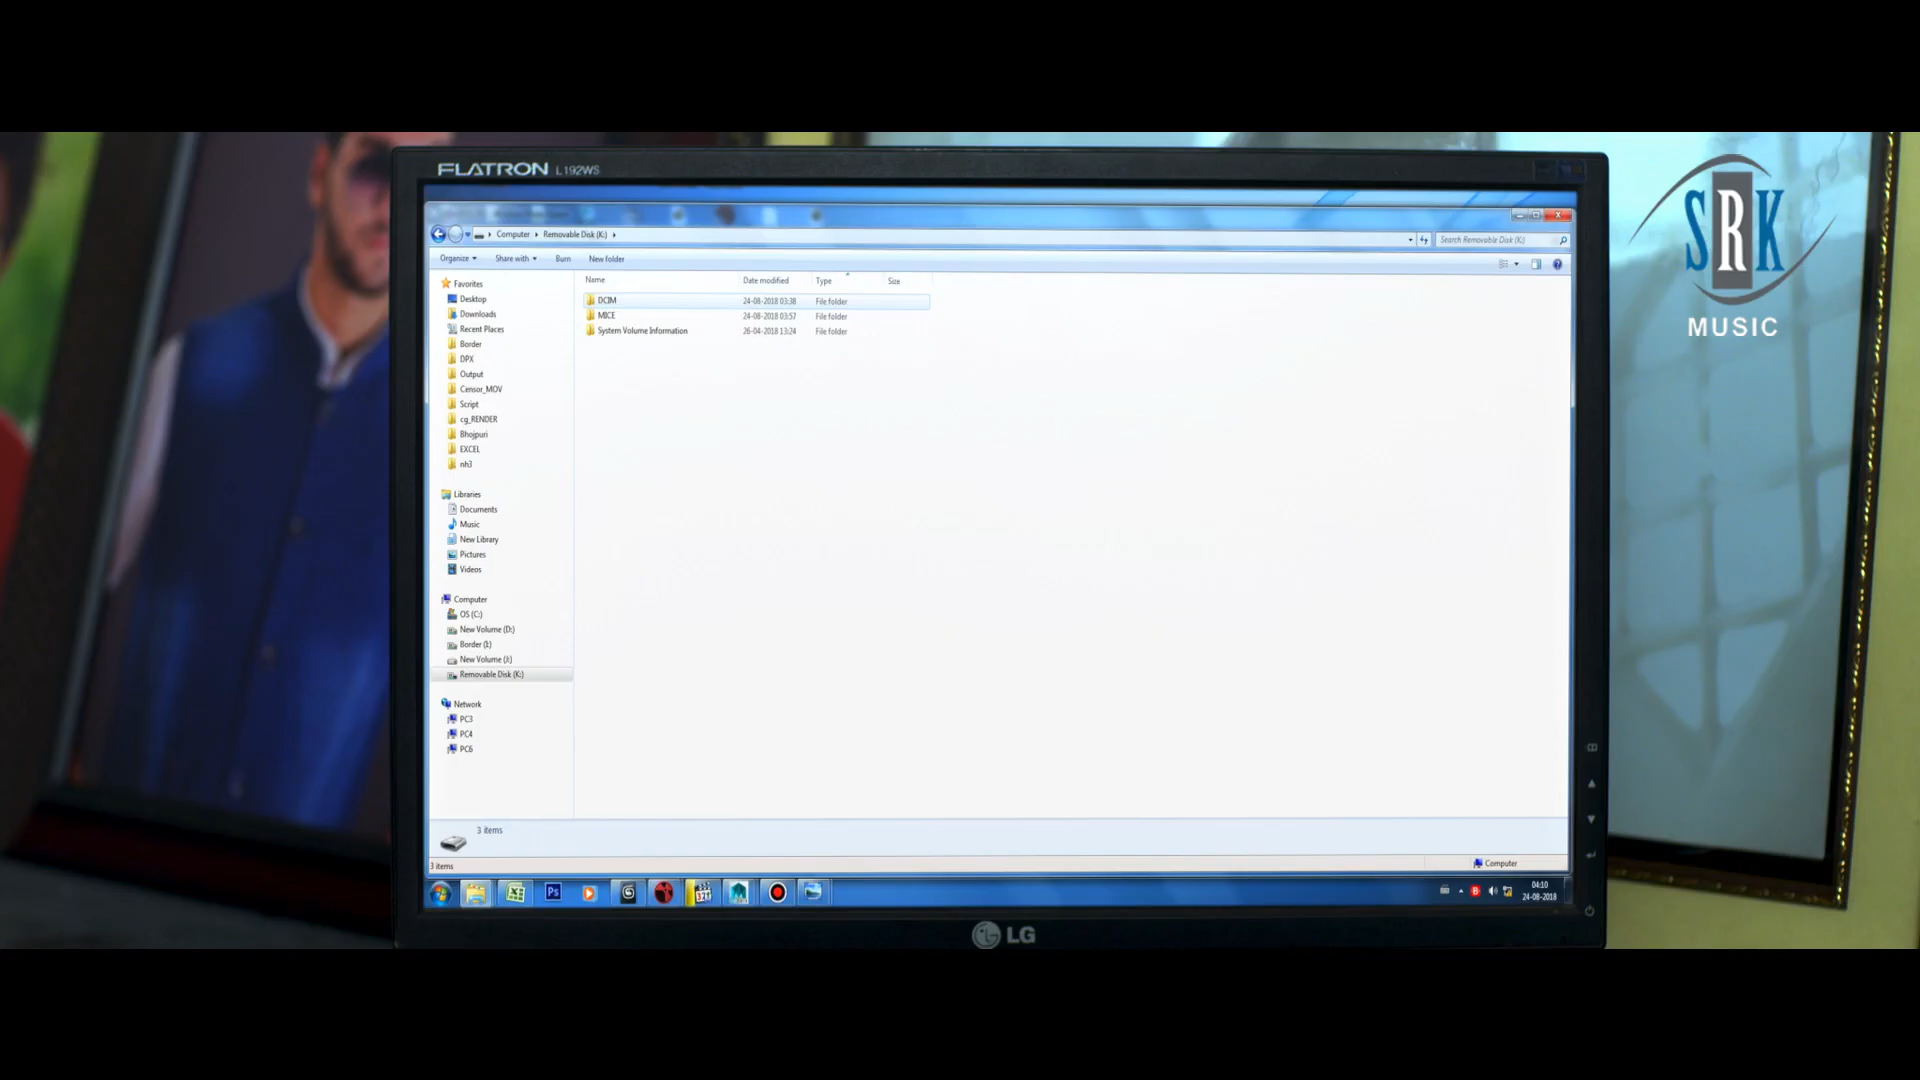 FLATRON L192WS
SRK
MUSIC
Computer Removable Disk (K:)
Search Removable Disk (K:)
Organize Share with Burn New folder
Name Date modified Type Size
DCIM 24-08-2018 03:38 File folder
MICE 24-08-2018 03:57 File folder
System Volume Information 26-04-2018 13:24 File folder
Favorites
Desktop
Downloads
Recent Places
Border
DPX
Output
Censor_MOV
Script
cg_RENDER
Bhojpuri
EXCEL
nh3
Libraries
Documents
Music
New Library
Pictures
Videos
Computer
OS (C:)
New Volume (D:)
Border (I:)
New Volume (J:)
Removable Disk (K:)
Network
PC3
PC4
PC6
3 items
3 items
Computer
Ps
B
04:10
24-08-2018
LG